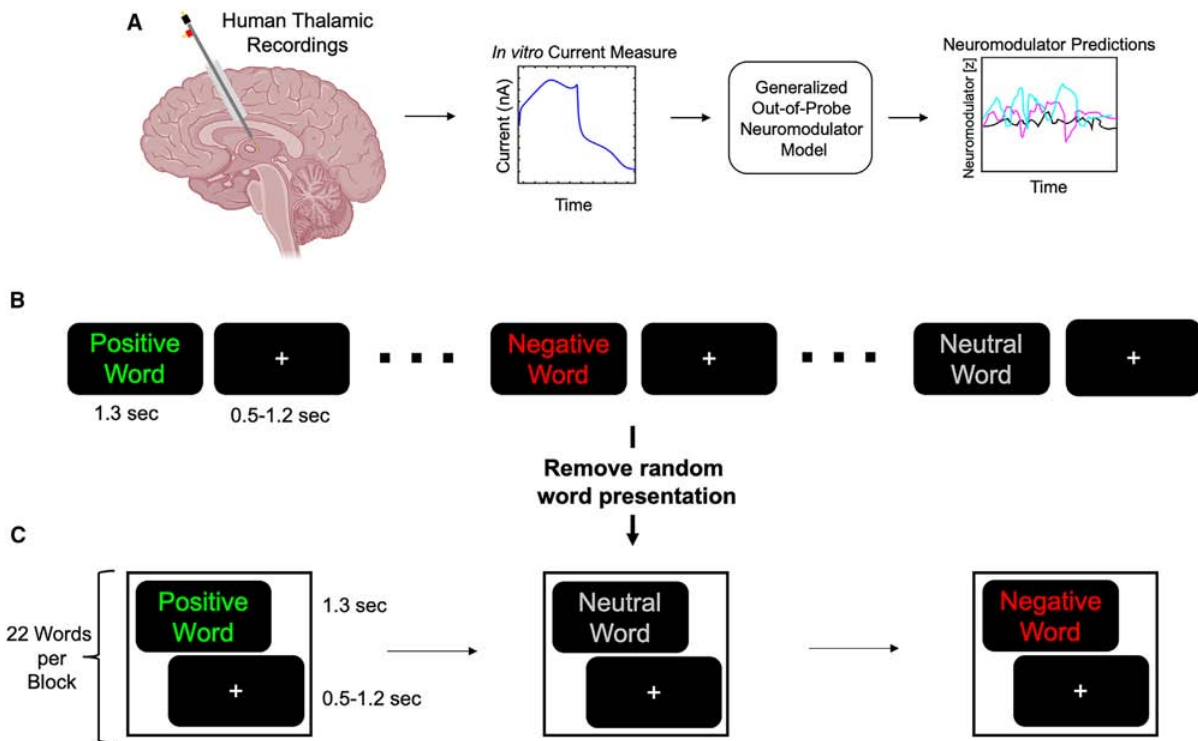 A
Human Thalamic
Recordings
In vitro Current Measure
Current (nA)
Time
Generalized
Out-of-Probe
Neuromodulator
Model
Neuromodulator Predictions
Neuromodulator [z]
Time
B
Positive
Word
+
Negative
Word
+
Neutral
Word
+
1.3 sec
0.5-1.2 sec
Remove random
word presentation
C
22 Words
per
Block
Positive
Word
+
1.3 sec
0.5-1.2 sec
Neutral
Word
+
Negative
Word
+